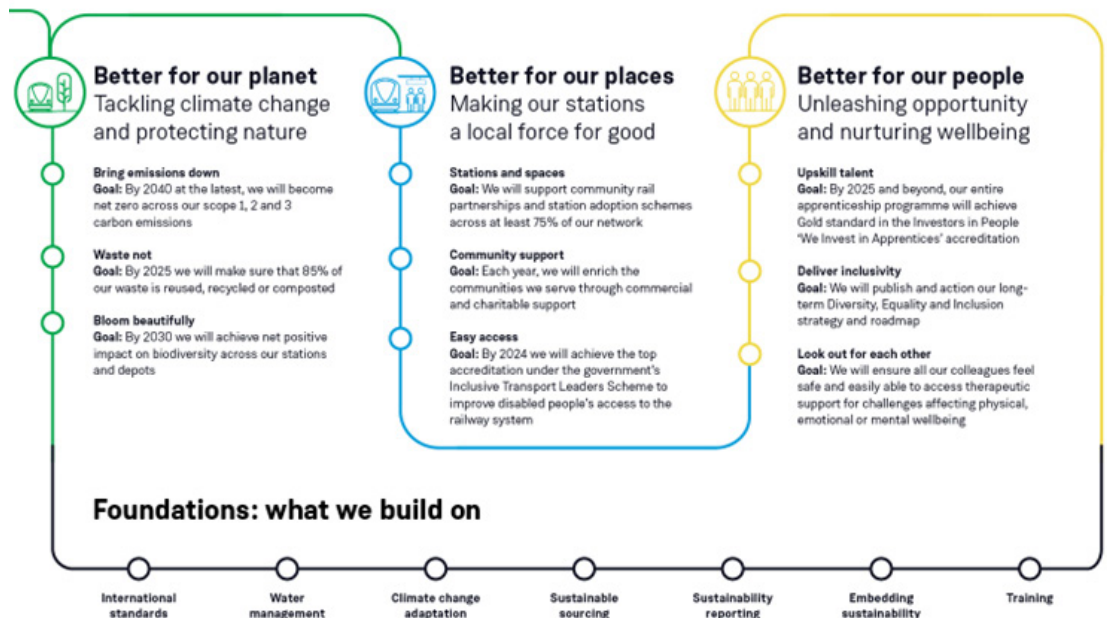 Better for our planet
Tackling climate change
and protecting nature
Bring emissions down
Goal: By 2040 at the latest, we will become
net zero across our scope 1, 2 and 3
carbon emissions
Waste not
Goal: By 2025 we will make sure that 85% of
our waste is reused, recycled or composted
Bloom beautifully
Goal: By 2030 we will achieve net positive
impact on biodiversity across our stations
and depots
Better for our places
Making our stations
a local force for good
Stations and spaces
Goal: We will support community rail
partnerships and station adoption schemes
across at least 75% of our network
Community support
Goal: Each year, we will enrich the
communities we serve through commercial
and charitable support
Easy access
Goal: By 2024 we will achieve the top
accreditation under the government's
Inclusive Transport Leaders Scheme to
improve disabled people's access to the
railway system
Better for our people
Unleashing opportunity
and nurturing wellbeing
Upskill talent
Goal: By 2025 and beyond, our entire
apprenticeship programme will achieve
Gold standard in the Investors in People
'We Invest in Apprentices' accreditation
Deliver inclusivity
Goal: We will publish and action our long-
term Diversity, Equality and Inclusion
strategy and roadmap
Look out for each other
Goal: We will ensure all our colleagues feel
safe and easily able to access therapeutic
support for challenges affecting physical,
emotional or mental wellbeing
Foundations: what we build on
International
standards
Water
management
Climate change
adaptation
Sustainable
sourcing
Sustainability
reporting
Embedding
sustainability
Training